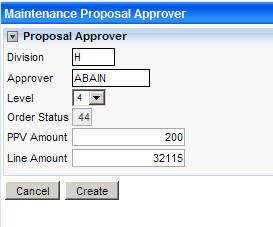 Maintenance Proposal Approver
Proposal Approver
Division H
Approver ABAIN
Level 4
Order Status 44
PPV Amount 200
Line Amount 32115
Cancel Create